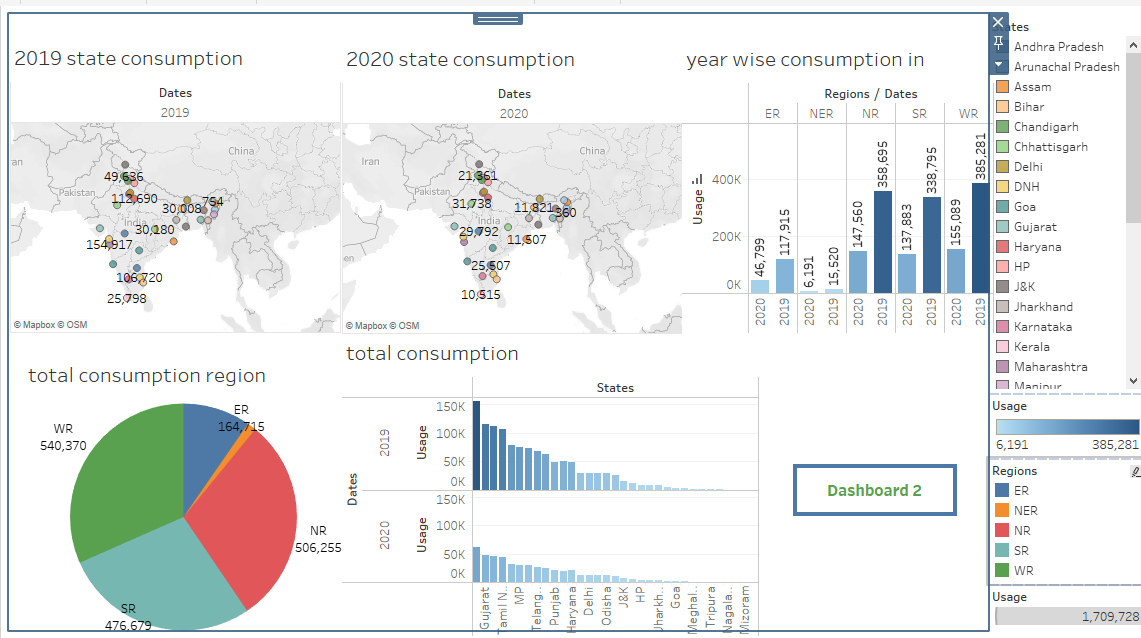 2019 state consumption
Dates
2019
China
Pakistan
India
49,636
112,690
30,008
754
30,180
154,917
106,720
25,798
© Mapbox © OSM
2020 state consumption
Dates
2020
China
Iran
Pakistan
India
21,361
31,738
11,821
360
29,792
11,507
25,607
10,515
© Mapbox © OSM
year wise consumption in
Regions / Dates
ER NER NR SR WR
Usage
400K
200K
0K
46,799
117,915
6,191
15,520
147,560
358,695
137,883
338,795
155,089
385,281
2020 2019 2020 2019 2020 2019 2020 2019 2020 2019
total consumption region
ER
164,715
WR
540,370
NR
506,255
SR
476,679
total consumption
States
Dates
2019
Usage
150K
100K
50K
0K
2020
Usage
150K
100K
50K
0K
Gujarat
Tamil N..
MP
Telang..
Punjab
Haryana
Delhi
Odisha
J&K
HP
Jharkh..
Goa
Meghal..
Tripura
Nagala..
Mizoram
Dashboard 2
Andhra Pradesh
Arunachal Pradesh
Assam
Bihar
Chandigarh
Chhattisgarh
Delhi
DNH
Goa
Gujarat
Haryana
HP
J&K
Jharkhand
Karnataka
Kerala
Maharashtra
Manipur
Usage
6,191 385,281
Regions
ER
NER
NR
SR
WR
Usage
1,709,728